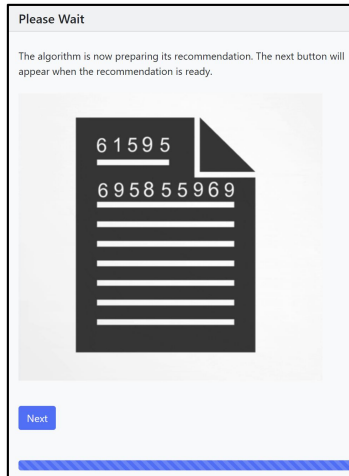 Please Wait
The algorithm is now preparing its recommendation. The next button will
appear when the recommendation is ready.
61595
695855969
Next